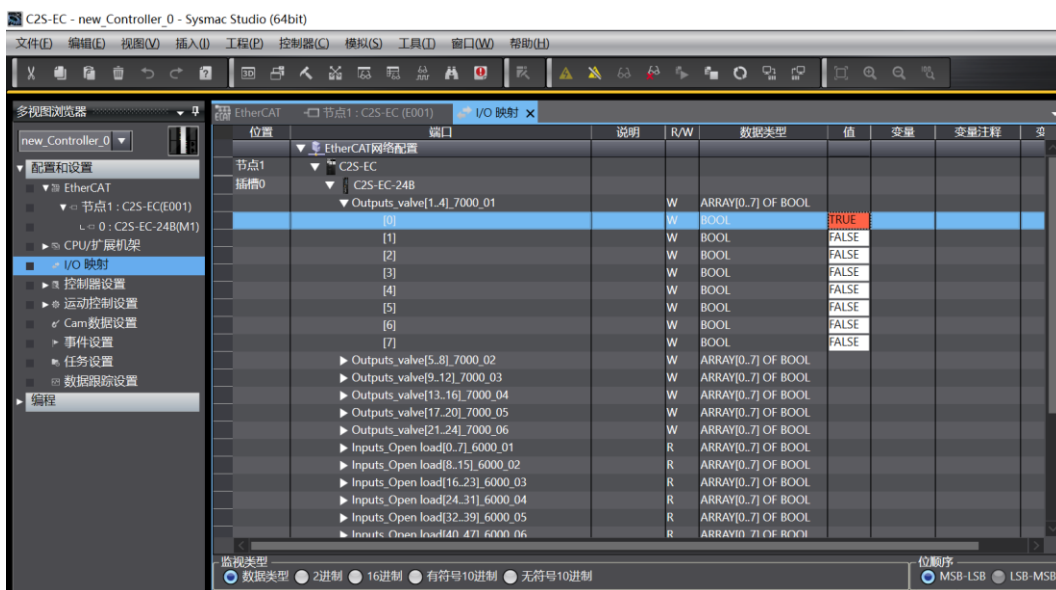 C2S-EC - new_Controller_0 - Sysmac Studio (64bit)
文件(F) 编辑(E) 视图(V) 插入(I) 工程(P) 控制器(C) 模拟(S) 工具(T) 窗口(W) 帮助(H)
多视图浏览器
new_Controller_0
配置和设置
EtherCAT
节点1 : C2S-EC(E001)
0 : C2S-EC-24B(M1)
CPU/扩展机架
I/O 映射
控制器设置
运动控制设置
Cam数据设置
事件设置
任务设置
数据跟踪设置
编程
EtherCAT 节点1 : C2S-EC (E001) I/O 映射
位置 端口 说明 R/W 数据类型 值 变量 变量注释
EtherCAT网络配置
节点1 C2S-EC
插槽0 C2S-EC-24B
Outputs_valve[1..4]_7000_01 W ARRAY[0..7] OF BOOL
[0] W BOOL TRUE
[1] W BOOL FALSE
[2] W BOOL FALSE
[3] W BOOL FALSE
[4] W BOOL FALSE
[5] W BOOL FALSE
[6] W BOOL FALSE
[7] W BOOL FALSE
Outputs_valve[5..8]_7000_02 W ARRAY[0..7] OF BOOL
Outputs_valve[9..12]_7000_03 W ARRAY[0..7] OF BOOL
Outputs_valve[13..16]_7000_04 W ARRAY[0..7] OF BOOL
Outputs_valve[17..20]_7000_05 W ARRAY[0..7] OF BOOL
Outputs_valve[21..24]_7000_06 W ARRAY[0..7] OF BOOL
Inputs_Open load[0..7]_6000_01 R ARRAY[0..7] OF BOOL
Inputs_Open load[8..15]_6000_02 R ARRAY[0..7] OF BOOL
Inputs_Open load[16..23]_6000_03 R ARRAY[0..7] OF BOOL
Inputs_Open load[24..31]_6000_04 R ARRAY[0..7] OF BOOL
Inputs_Open load[32..39]_6000_05 R ARRAY[0..7] OF BOOL
Inputs_Open load[40..47]_6000_06 R ARRAY[0..7] OF BOOL
监视类型
数据类型 2进制 16进制 有符号10进制 无符号10进制
位顺序
MSB-LSB LSB-MSB